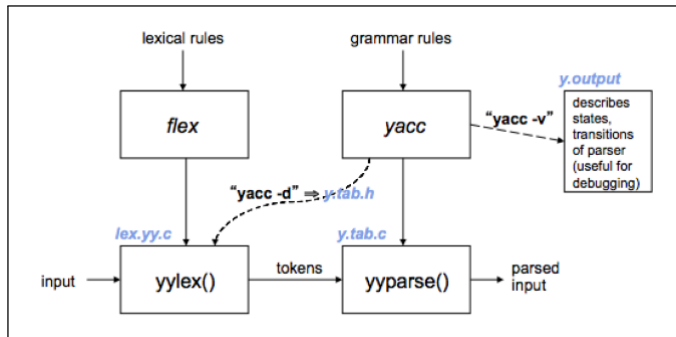 lexical rules
grammar rules
y.output
flex
yacc
"yacc -v"
describes
states,
transitions
of parser
(useful for
debugging)
"yacc -d" ⇒ y.tab.h
lex.yy.c
y.tab.c
input
yylex()
tokens
yyparse()
parsed
input